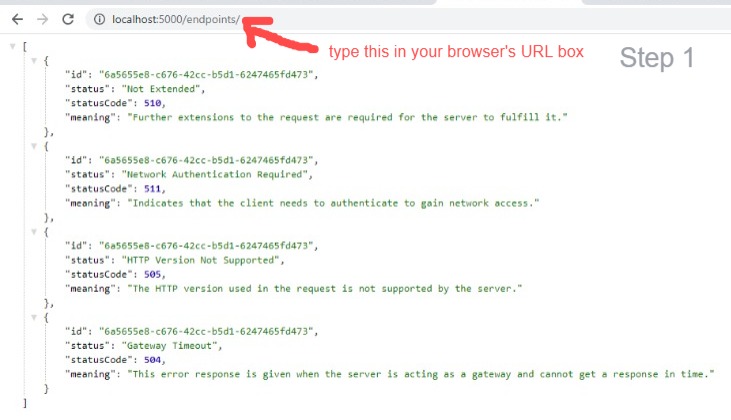 localhost:5000/endpoints/
type this in your browser's URL box
Step 1
[
{
"id": "6a5655e8-c676-42cc-b5d1-6247465fd473",
"status": "Not Extended",
"statusCode": 510,
"meaning": "Further extensions to the request are required for the server to fulfill it."
},
{
"id": "6a5655e8-c676-42cc-b5d1-6247465fd473",
"status": "Network Authentication Required",
"statusCode": 511,
"meaning": "Indicates that the client needs to authenticate to gain network access."
},
{
"id": "6a5655e8-c676-42cc-b5d1-6247465fd473",
"status": "HTTP Version Not Supported",
"statusCode": 505,
"meaning": "The HTTP version used in the request is not supported by the server."
},
{
"id": "6a5655e8-c676-42cc-b5d1-6247465fd473",
"status": "Gateway Timeout",
"statusCode": 504,
"meaning": "This error response is given when the server is acting as a gateway and cannot get a response in time."
}
]